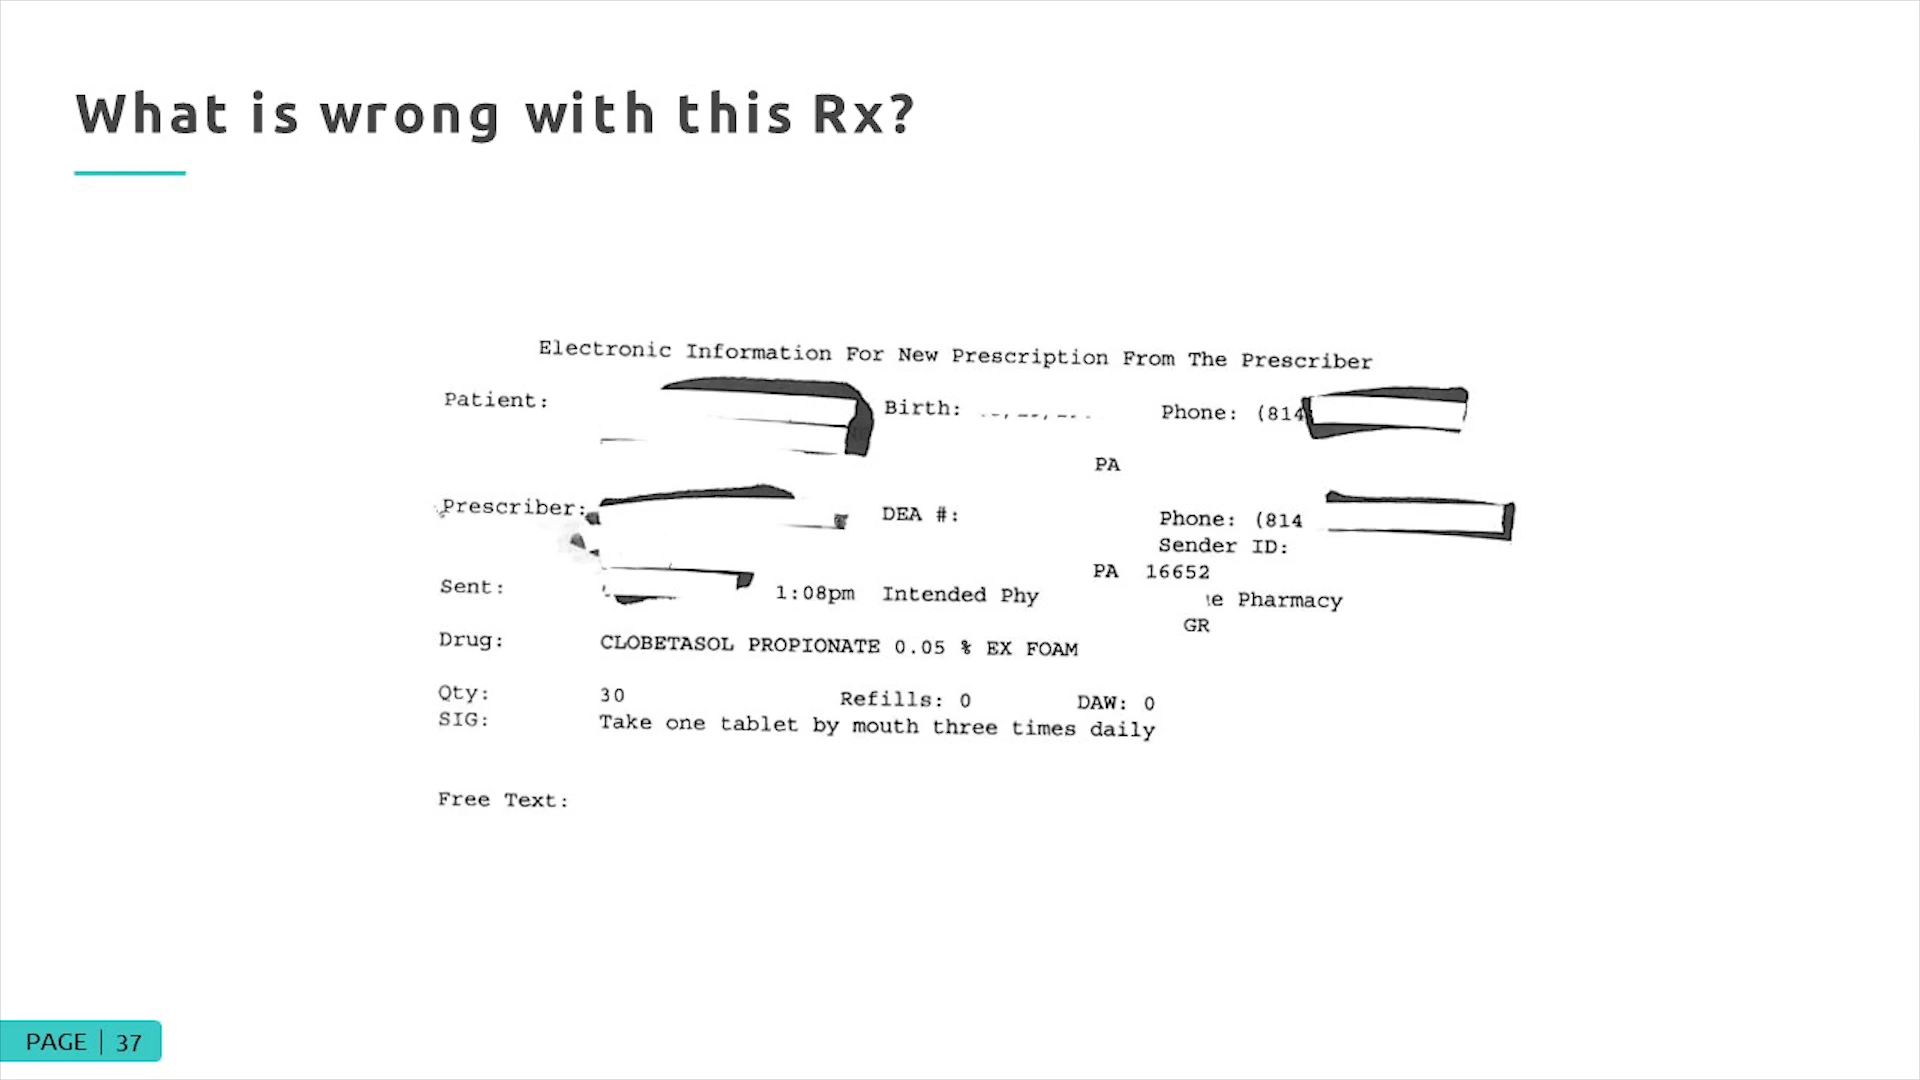 What is wrong with this Rx?
Electronic Information For New Prescription From The Prescriber
Patient: Birth: Phone: (814
PA
Prescriber: DEA #: Phone: (814
Sender ID:
PA 16652
Sent: 1:08pm Intended Phy Pharmacy
GR
Drug: CLOBETASOL PROPIONATE 0.05 % EX FOAM
Qty: 30 Refills: 0 DAW: 0
SIG: Take one tablet by mouth three times daily
Free Text:
PAGE | 37